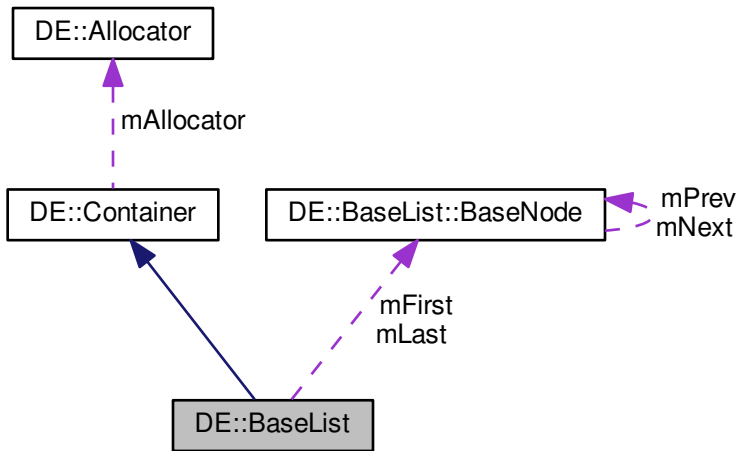 DE::Allocator
mAllocator
DE::Container
DE::BaseList::BaseNode
mPrev
mNext
mFirst
mLast
DE::BaseList